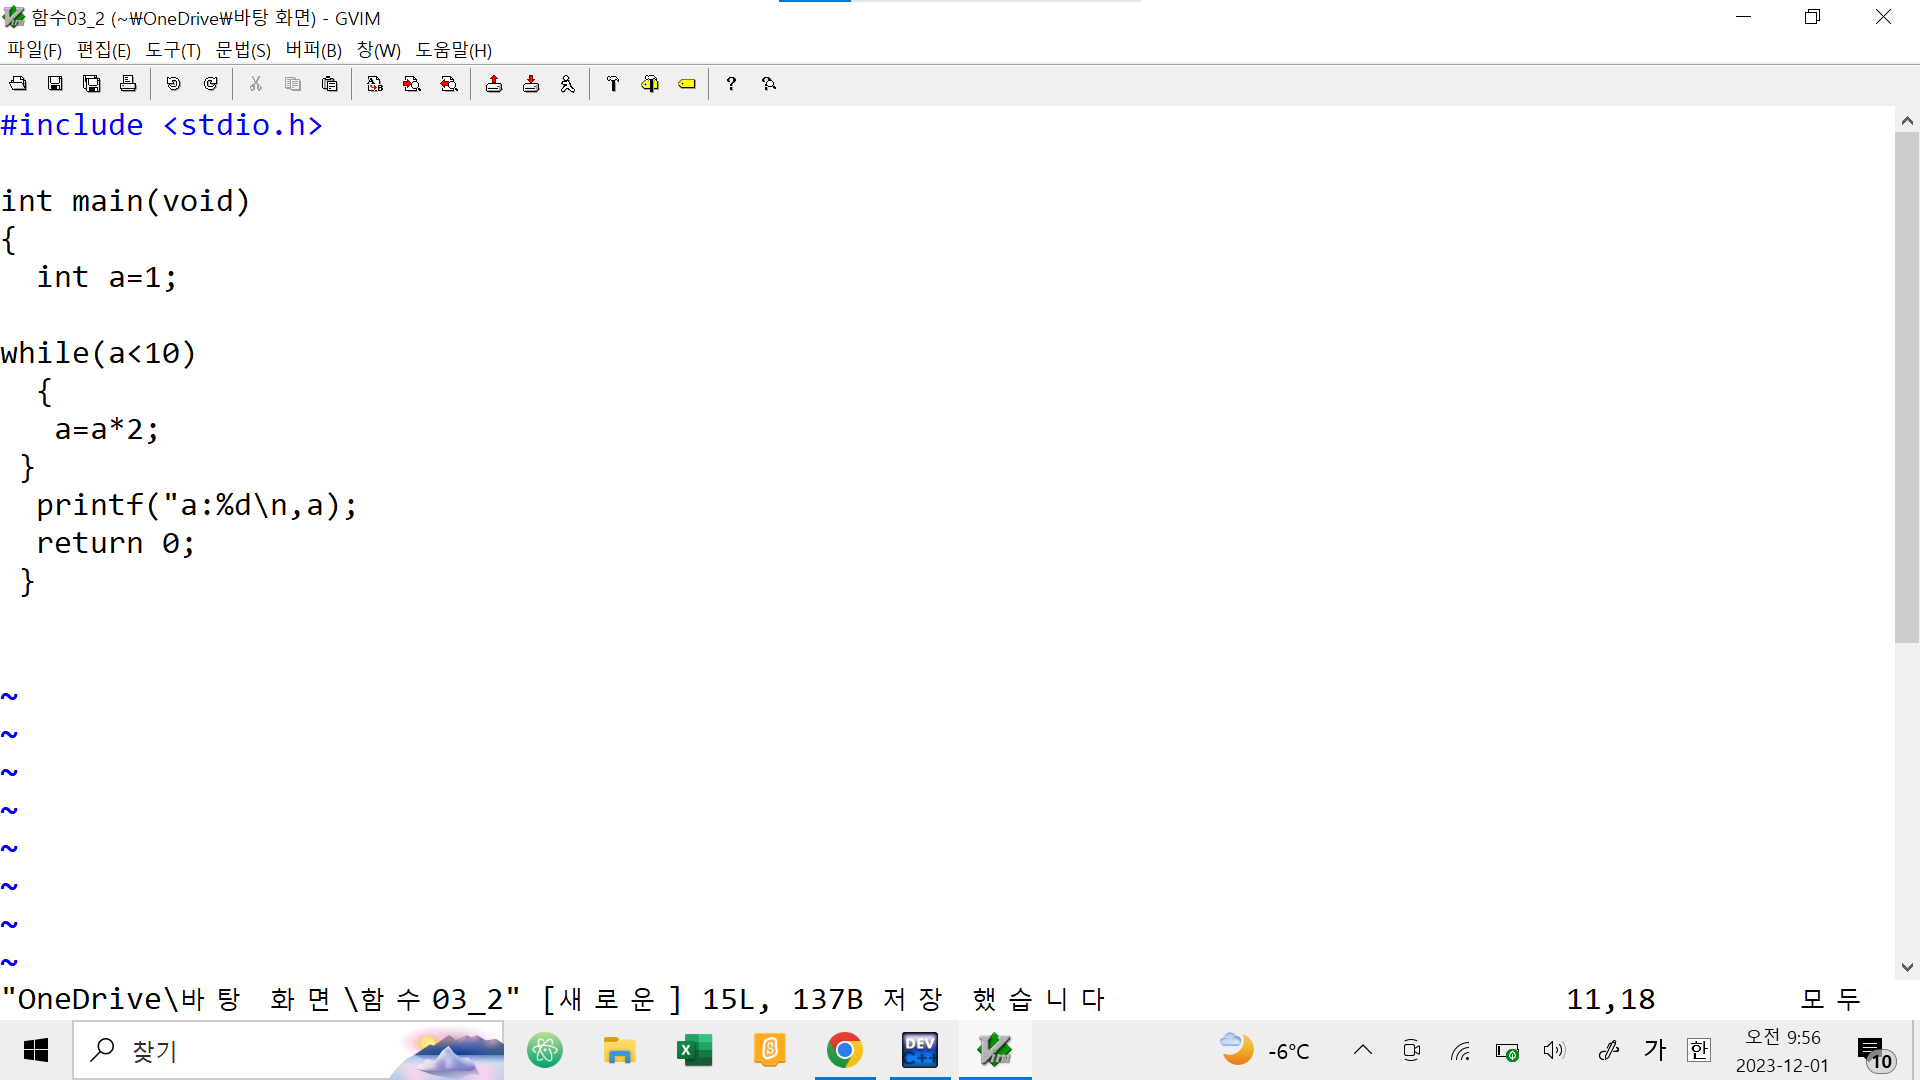 함수03_2 (~₩OneDrive₩바탕 화면) - GVIM
파일(F) 편집(E) 도구(T) 문법(S) 버퍼(B) 창(W) 도움말(H)
#include <stdio.h>
int main(void)
{
int a=1;
while(a<10)
{
a=a*2;
}
printf("a:%d\n,a);
return 0;
}
~
~
~
~
~
~
~
~
"OneDrive\바탕 화면\함수03_2" [새로운] 15L, 137B 저장 했습니다 11,18 모두
찾기
DEV C++
-6°C
가
한
오전 9:56
2023-12-01
10